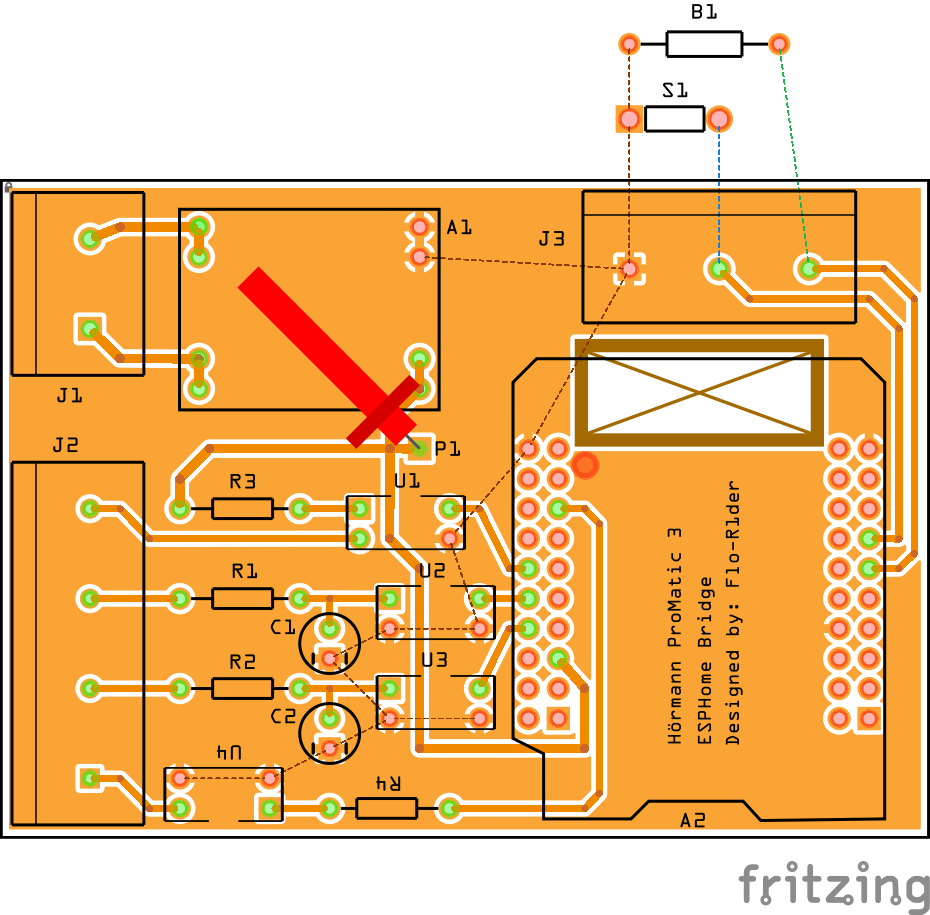 B1
S1
A1
J3
J1
J2
P1
R3
U1
R1
U2
C1
R2
U3
C2
U4
R4
A2
Hörmann ProMatic 3
ESPHome Bridge
Designed by: Flo-R1der
fritzing